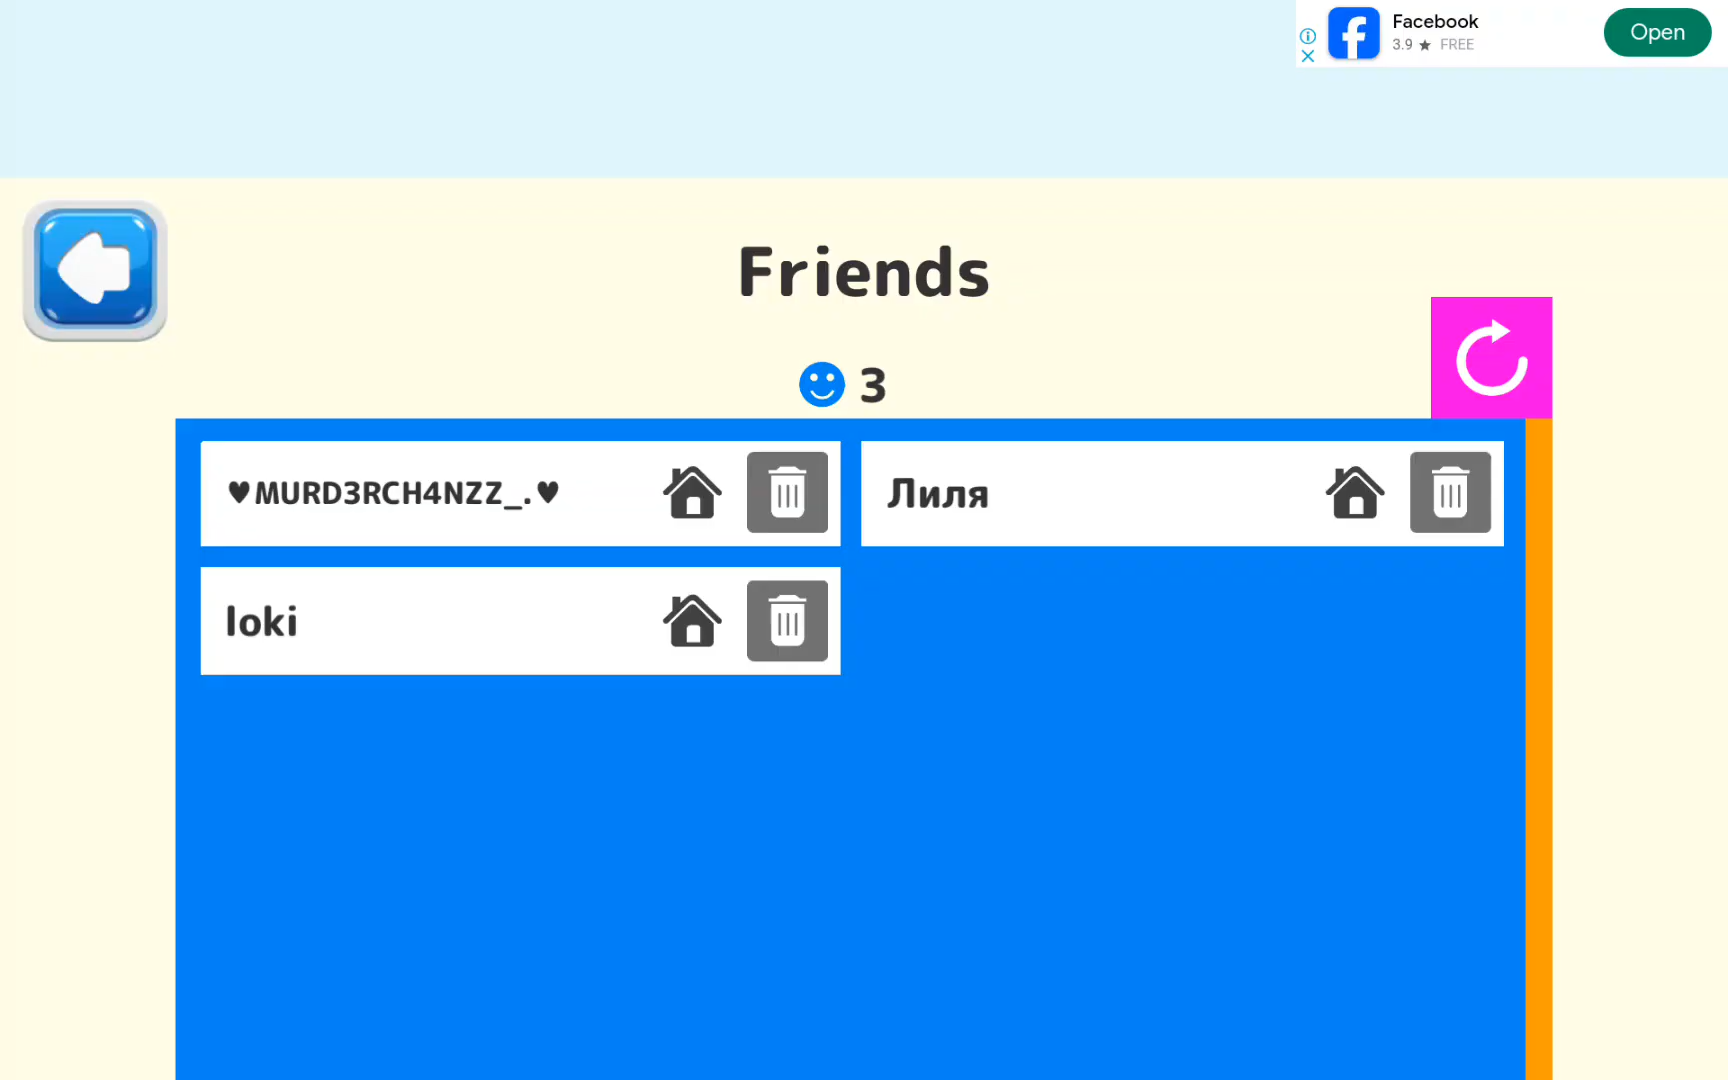 Facebook
3.9 ★ FREE
Open
Friends
3
♥MURD3RCH4NZZ_.♥
Лиля
loki